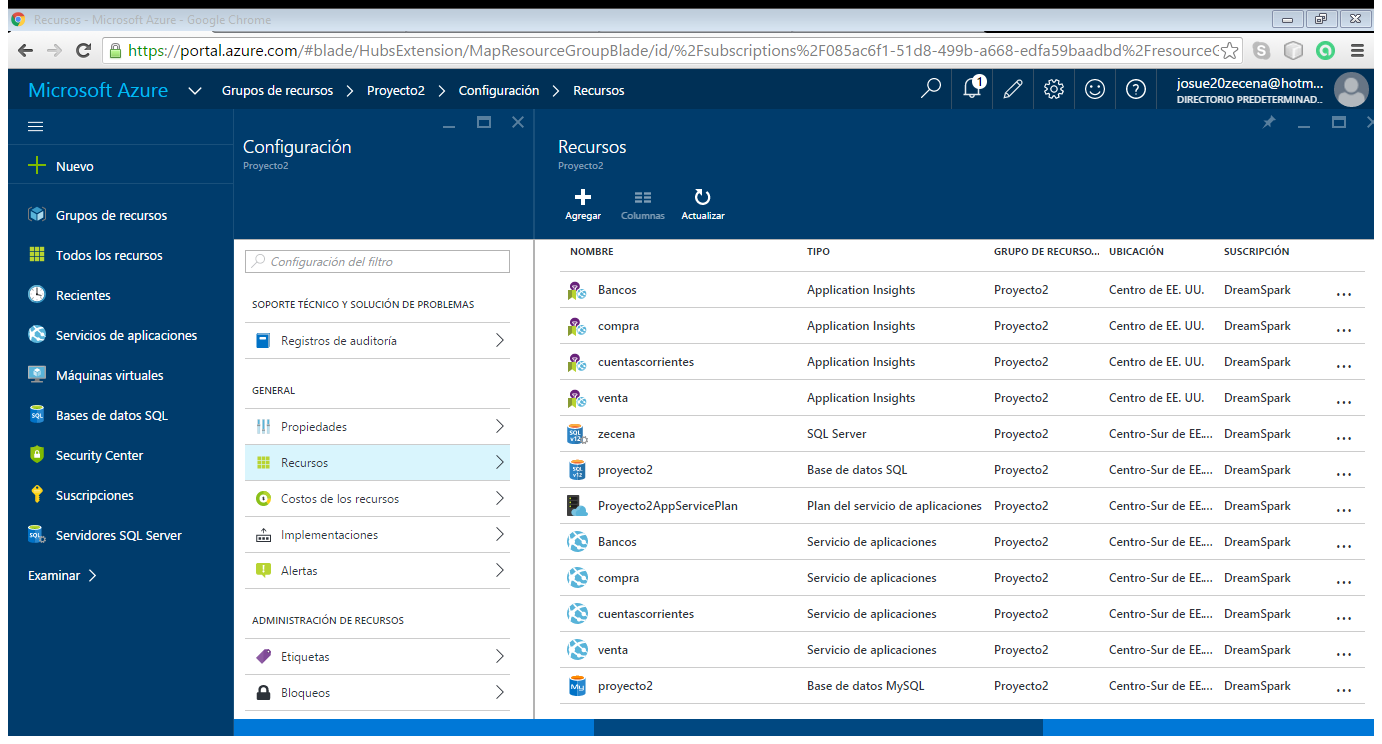 Recursos - Microsoft Azure - Google Chrome
https://portal.azure.com/#blade/HubsExtension/MapResourceGroupBlade/id/%2Fsubscriptions%2F085ac6f1-51d8-499b-a668-edfa59baadbd%2FresourceG
Microsoft Azure Grupos de recursos > Proyecto2 > Configuración > Recursos
1
josue20zecena@hotm...
DIRECTORIO PREDETERMINAD...
Nuevo
Grupos de recursos
Todos los recursos
Recientes
Servicios de aplicaciones
Máquinas virtuales
Bases de datos SQL
Security Center
Suscripciones
Servidores SQL Server
Examinar >
Configuración
Proyecto2
Configuración del filtro
SOPORTE TÉCNICO Y SOLUCIÓN DE PROBLEMAS
Registros de auditoría
GENERAL
Propiedades
Recursos
Costos de los recursos
Implementaciones
Alertas
ADMINISTRACIÓN DE RECURSOS
Etiquetas
Bloqueos
Recursos
Proyecto2
Agregar Columnas Actualizar
NOMBRE TIPO GRUPO DE RECURSO... UBICACIÓN SUSCRIPCIÓN
Bancos Application Insights Proyecto2 Centro de EE. UU. DreamSpark ...
compra Application Insights Proyecto2 Centro de EE. UU. DreamSpark ...
cuentascorrientes Application Insights Proyecto2 Centro de EE. UU. DreamSpark ...
venta Application Insights Proyecto2 Centro de EE. UU. DreamSpark ...
zecena SQL Server Proyecto2 Centro-Sur de EE.... DreamSpark ...
proyecto2 Base de datos SQL Proyecto2 Centro-Sur de EE.... DreamSpark ...
Proyecto2AppServicePlan Plan del servicio de aplicaciones Proyecto2 Centro-Sur de EE.... DreamSpark ...
Bancos Servicio de aplicaciones Proyecto2 Centro-Sur de EE.... DreamSpark ...
compra Servicio de aplicaciones Proyecto2 Centro-Sur de EE.... DreamSpark ...
cuentascorrientes Servicio de aplicaciones Proyecto2 Centro-Sur de EE.... DreamSpark ...
venta Servicio de aplicaciones Proyecto2 Centro-Sur de EE.... DreamSpark ...
proyecto2 Base de datos MySQL Proyecto2 Centro-Sur de EE.... DreamSpark ...